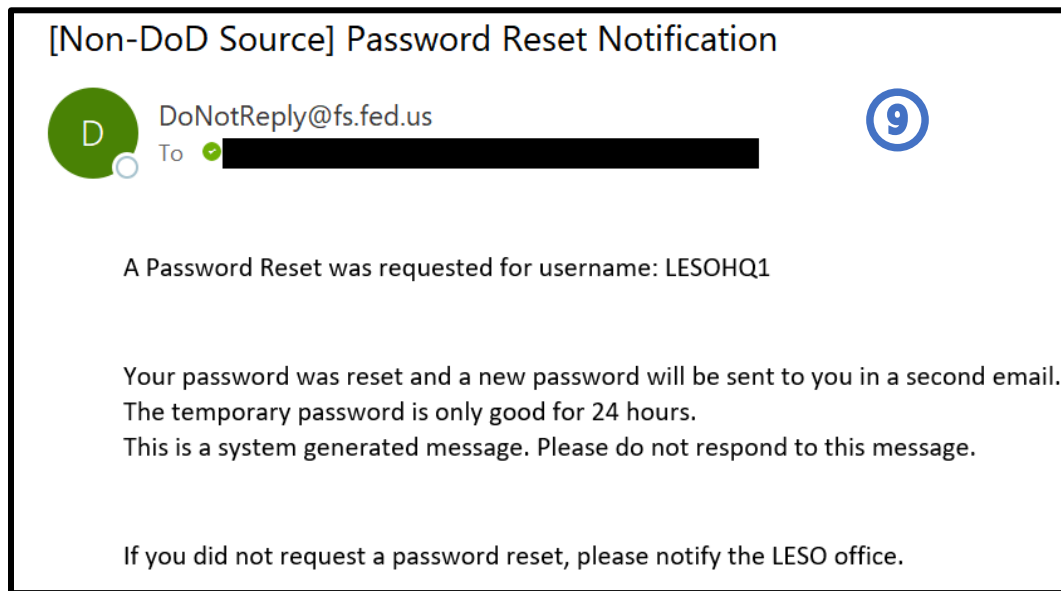 [Non-DoD Source] Password Reset Notification
D
DoNotReply@fs.fed.us
9
To
A Password Reset was requested for username: LESOHQ1
Your password was reset and a new password will be sent to you in a second email.
The temporary password is only good for 24 hours.
This is a system generated message. Please do not respond to this message.
If you did not request a password reset, please notify the LESO office.